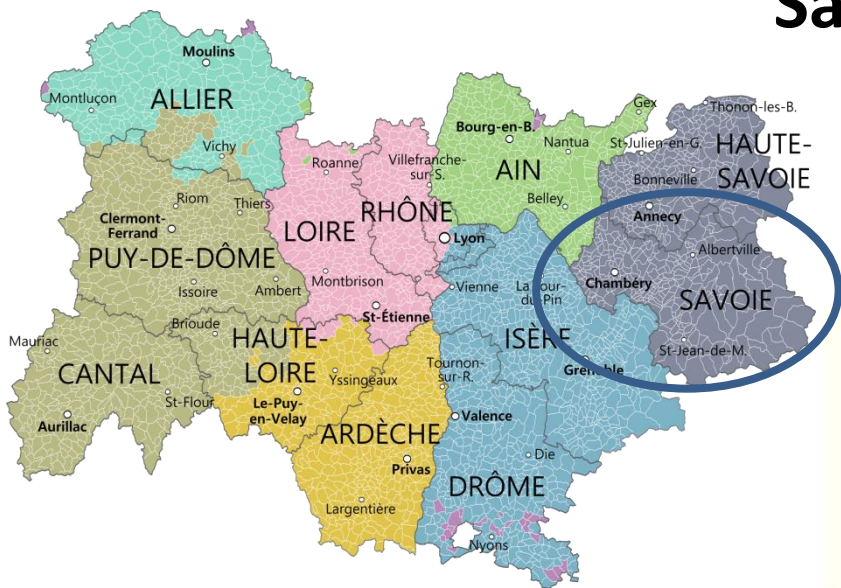 Sa
Moulins
Montluçon
ALLIER
Vichy
Gex
Thonon-les-B.
Bourg-en-B.
Nantua
St-Julien-en-G.
HAUTE-
SAVOIE
Roanne
Villefranche-
sur-S.
AIN
Bonneville
Riom
Thiers
Belley
Annecy
Clermont-
Ferrand
LOIRE
RHÔNE
Lyon
Albertville
PUY-DE-DÔME
Montbrison
Vienne
La Tour-
du-Pin
Chambéry
SAVOIE
Issoire
Ambert
St-Étienne
Brioude
HAUTE-
LOIRE
ISÈRE
St-Jean-de-M.
Mauriac
CANTAL
Yssingeaux
Tournon-
sur-R.
Grenoble
St-Flour
Le-Puy-
en-Velay
Valence
Aurillac
ARDÈCHE
Privas
Die
DRÔME
Largentière
Nyons